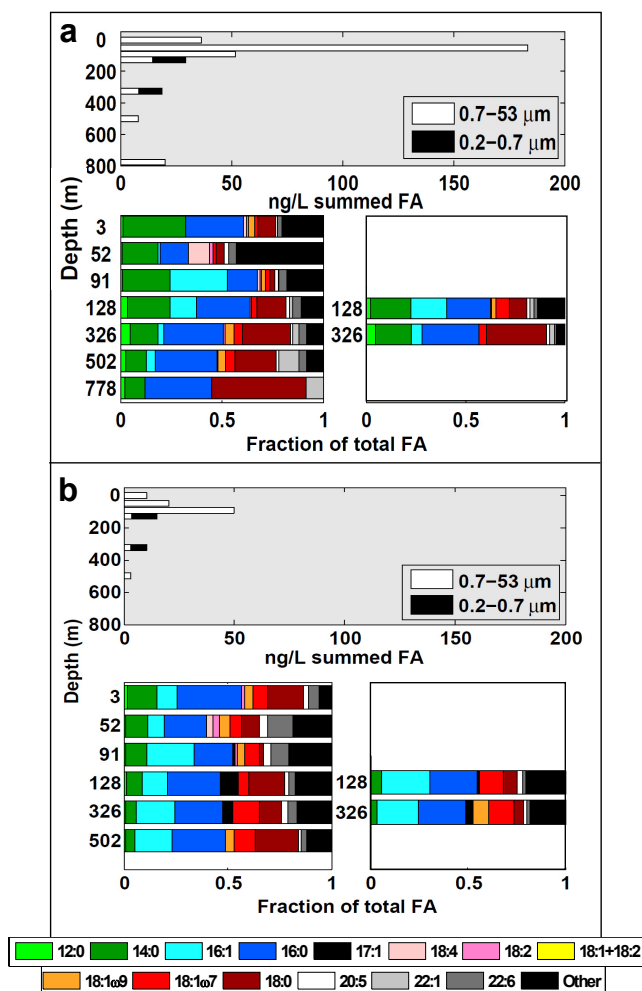 a
0
200
400
600
800
0 50 100 150 200
0.7–53 µm
0.2–0.7 µm
ng/L summed FA
Depth (m)
3
52
91
128
326
502
778
128
326
0 0.5 1
0 0.5 1
Fraction of total FA
b
0
200
400
600
800
0 50 100 150 200
0.7–53 µm
0.2–0.7 µm
ng/L summed FA
Depth (m)
3
52
91
128
326
502
128
326
0 0.5 1
0 0.5 1
Fraction of total FA
12:0 14:0 16:1 16:0 17:1 18:4 18:2 18:1+18:2
18:1ω9 18:1ω7 18:0 20:5 22:1 22:6 Other